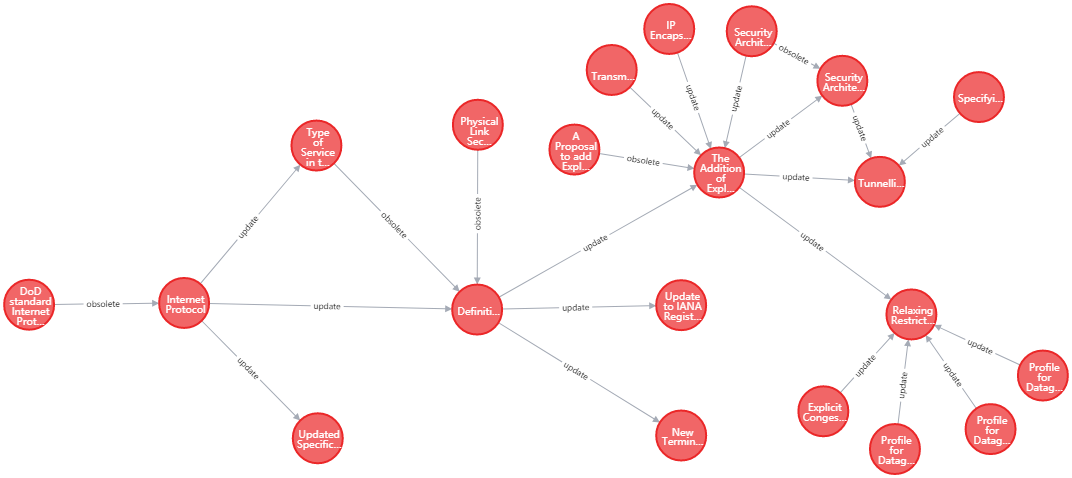 IP
Encaps...
Security
Archit...
obsolete
Transm...
Security
Archite...
Specifyi...
update
update
update
update
update
update
Physical
Link
Sec...
Type
of
Service
in t...
A
Proposal
to add
Expl...
obsolete
The
Addition
of
Expl...
update
Tunnelli...
update
obsolete
obsolete
update
update
DoD
standard
Internet
Prot...
obsolete
Internet
Protocol
update
Definiti...
update
Update
to IANA
Regist...
Relaxing
Restrict...
update
update
update
update
update
update
Profile
for
Datag...
Explicit
Conges...
Profile
for
Datag...
Profile
for
Datag...
Updated
Specific...
New
Termin...